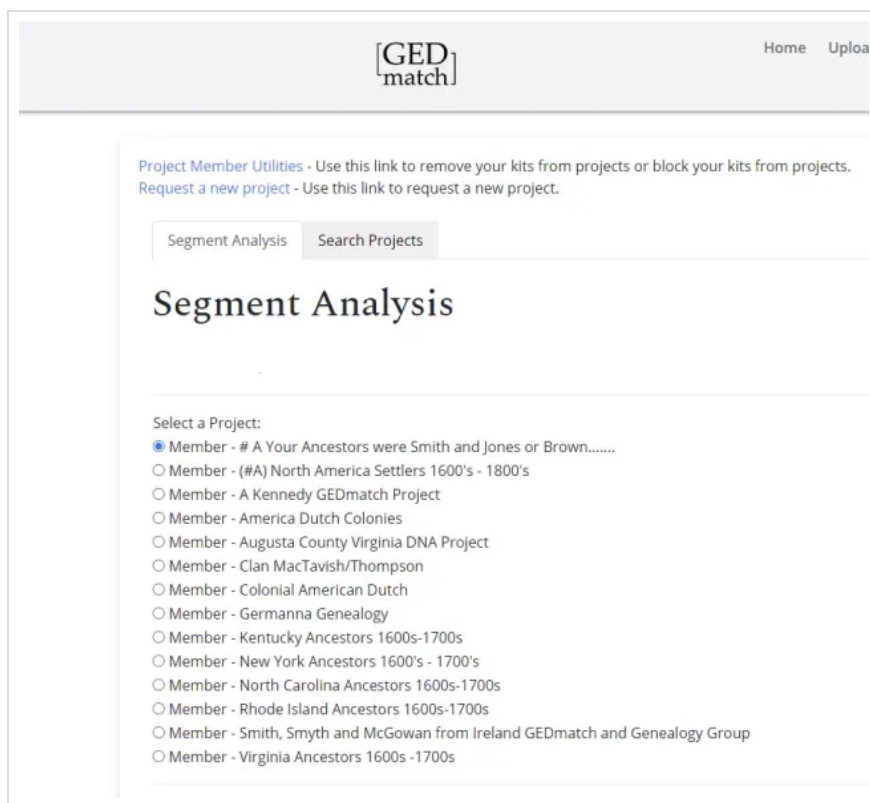 GED
match
Home Uploa
Project Member Utilities - Use this link to remove your kits from projects or block your kits from projects.
Request a new project - Use this link to request a new project.
Segment Analysis Search Projects
Segment Analysis
Select a Project:
Member - # A Your Ancestors were Smith and Jones or Brown.......
Member - (#A) North America Settlers 1600's - 1800's
Member - A Kennedy GEDmatch Project
Member - America Dutch Colonies
Member - Augusta County Virginia DNA Project
Member - Clan MacTavish/Thompson
Member - Colonial American Dutch
Member - Germanna Genealogy
Member - Kentucky Ancestors 1600s-1700s
Member - New York Ancestors 1600's - 1700's
Member - North Carolina Ancestors 1600s-1700s
Member - Rhode Island Ancestors 1600s-1700s
Member - Smith, Smyth and McGowan from Ireland GEDmatch and Genealogy Group
Member - Virginia Ancestors 1600s -1700s